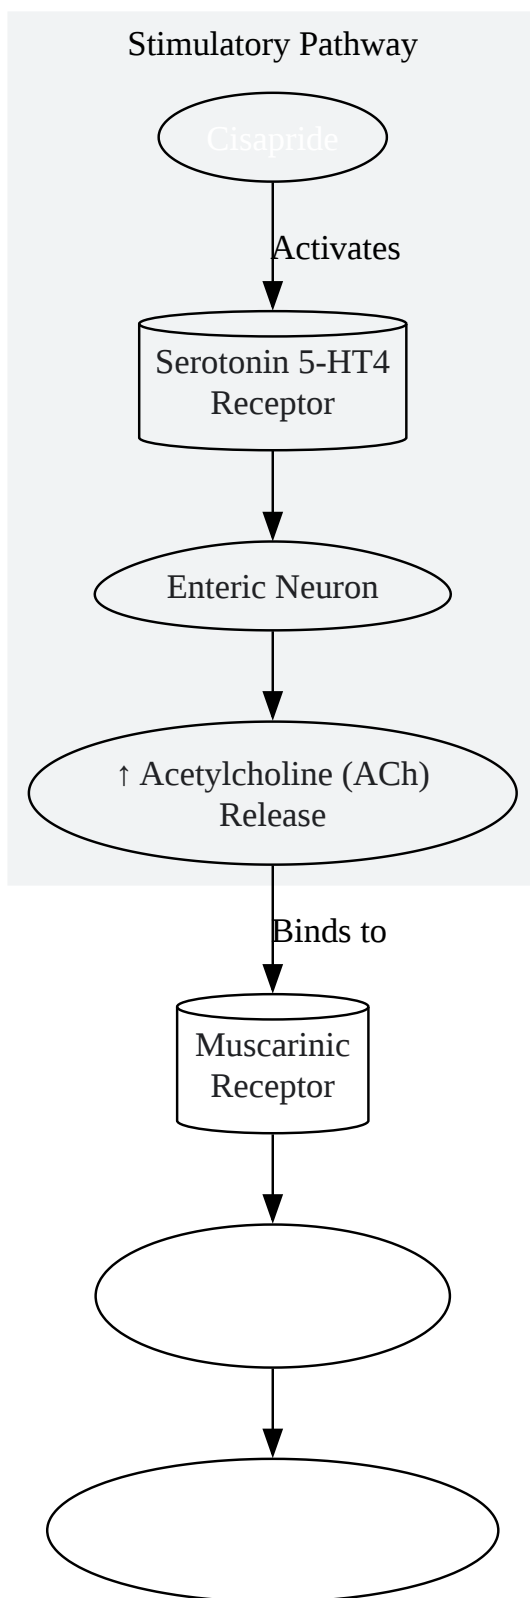 Stimulatory Pathway
Cisapride
Activates
Serotonin 5-HT4
Receptor
Enteric Neuron
↑ Acetylcholine (ACh)
Release
Binds to
Muscarinic
Receptor